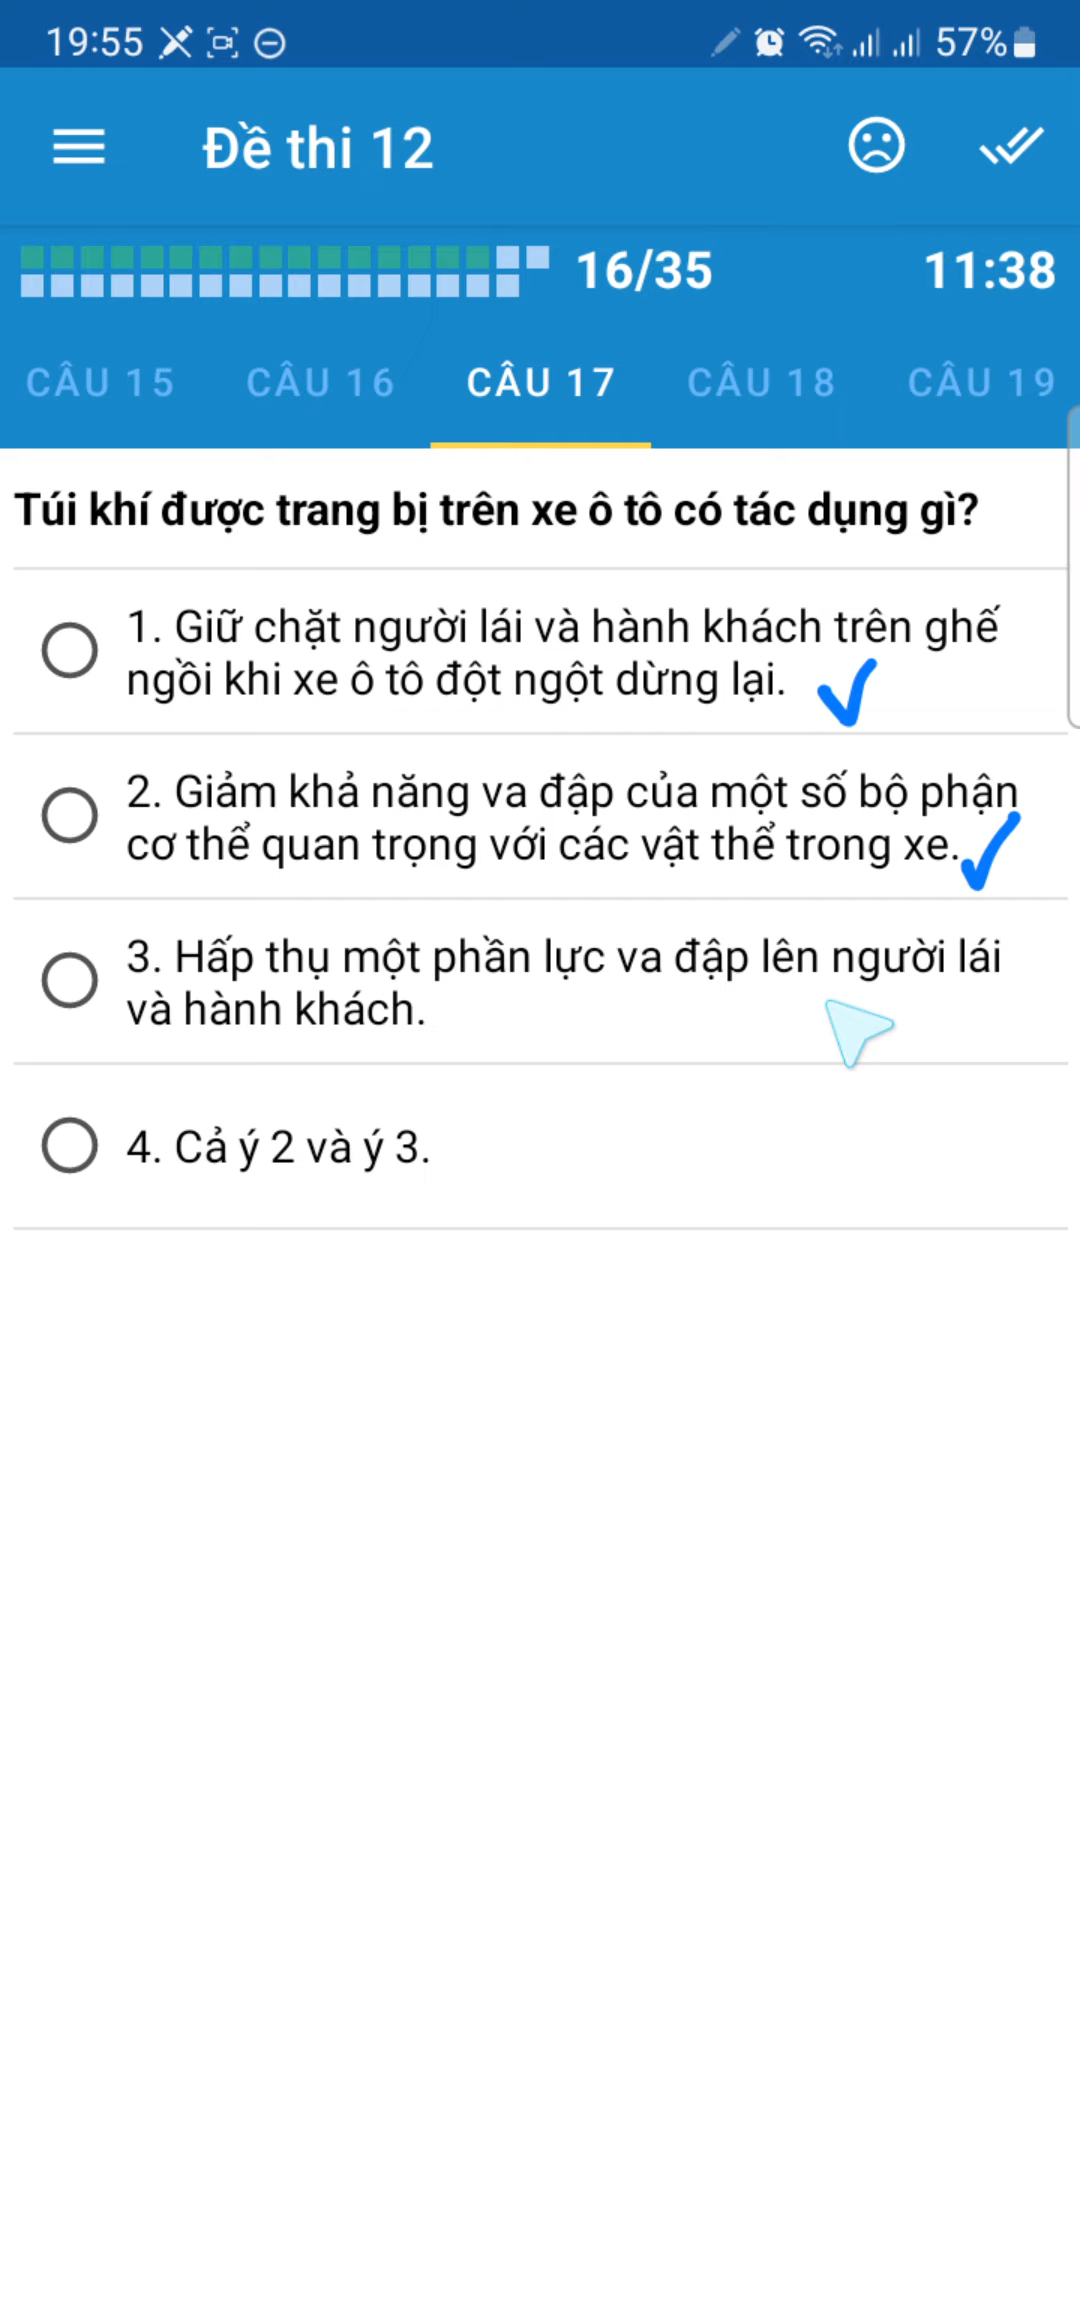 19:55 57%
Đề thi 12
16/35 11:38
CÂU 15 CÂU 16 CÂU 17 CÂU 18 CÂU 19
Túi khí được trang bị trên xe ô tô có tác dụng gì?
1. Giữ chặt người lái và hành khách trên ghế
ngồi khi xe ô tô đột ngột dừng lại.
2. Giảm khả năng va đập của một số bộ phận
cơ thể quan trọng với các vật thể trong xe.
3. Hấp thụ một phần lực va đập lên người lái
và hành khách.
4. Cả ý 2 và ý 3.